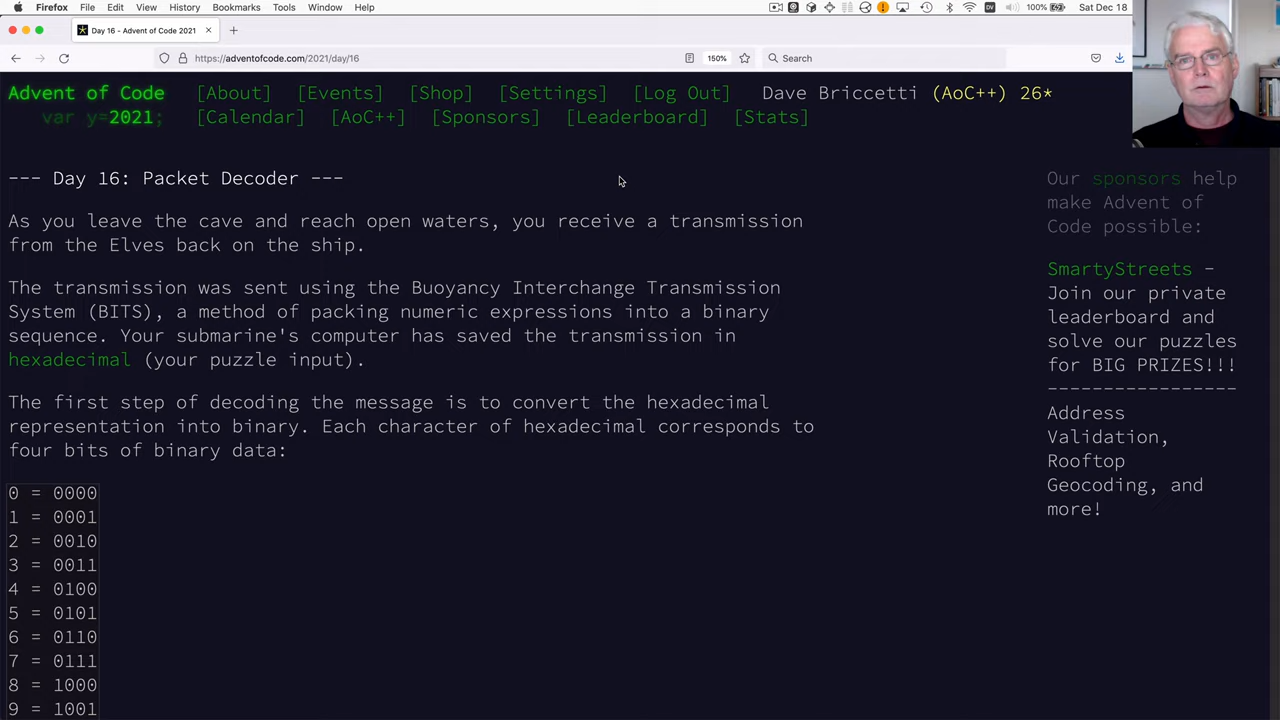 Firefox File Edit View History Bookmarks Tools Window Help 100% Sat Dec 18
Day 16 - Advent of Code 2021
https://adventofcode.com/2021/day/16 150% Search
Advent of Code [About] [Events] [Shop] [Settings] [Log Out] Dave Briccetti (AoC++) 26*
var y=2021; [Calendar] [AoC++] [Sponsors] [Leaderboard] [Stats]
--- Day 16: Packet Decoder ---
As you leave the cave and reach open waters, you receive a transmission
from the Elves back on the ship.
The transmission was sent using the Buoyancy Interchange Transmission
System (BITS), a method of packing numeric expressions into a binary
sequence. Your submarine's computer has saved the transmission in
hexadecimal (your puzzle input).
The first step of decoding the message is to convert the hexadecimal
representation into binary. Each character of hexadecimal corresponds to
four bits of binary data:
0 = 0000
1 = 0001
2 = 0010
3 = 0011
4 = 0100
5 = 0101
6 = 0110
7 = 0111
8 = 1000
9 = 1001
Our sponsors help
make Advent of
Code possible:
SmartyStreets -
Join our private
leaderboard and
solve our puzzles
for BIG PRIZES!!!
-----------------
Address
Validation,
Rooftop
Geocoding, and
more!